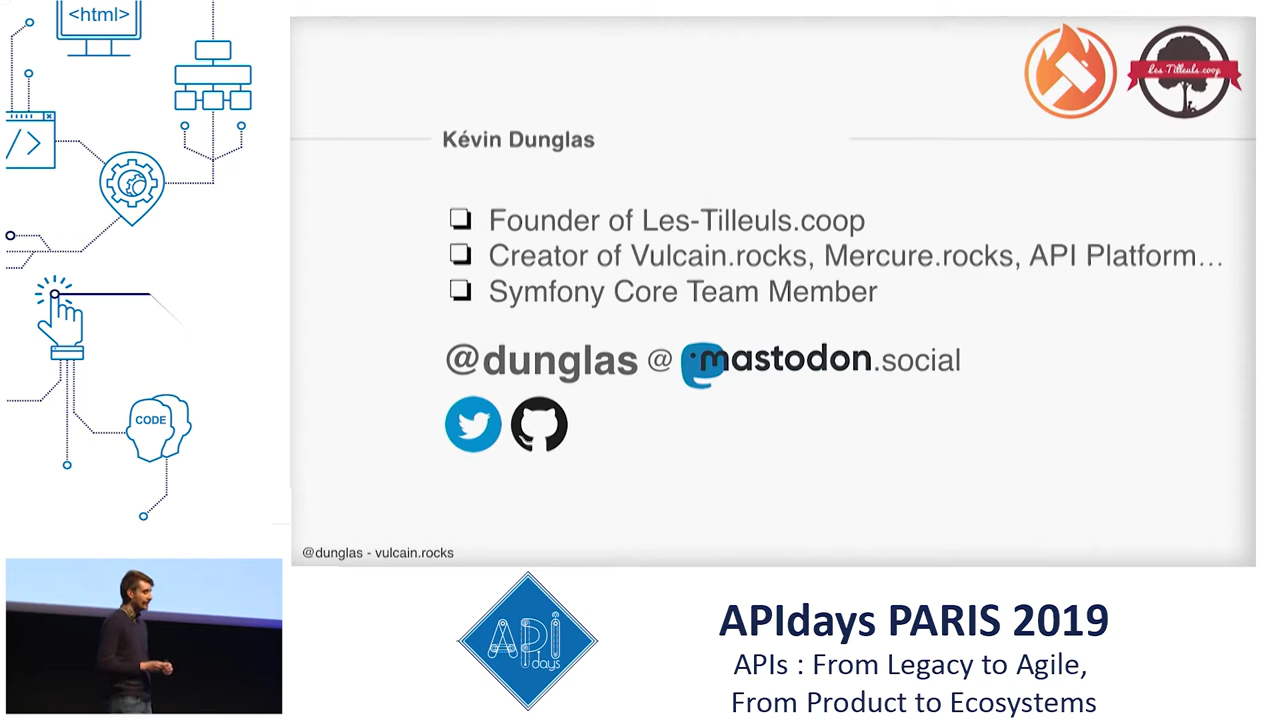 <html>
Les Tilleuls.coop
Kévin Dunglas
</>
❏ Founder of Les-Tilleuls.coop
❏ Creator of Vulcain.rocks, Mercure.rocks, API Platform…
❏ Symfony Core Team Member
@dunglas @ mastodon.social
CODE
@dunglas - vulcain.rocks
API
days
APIdays PARIS 2019
APIs : From Legacy to Agile,
From Product to Ecosystems